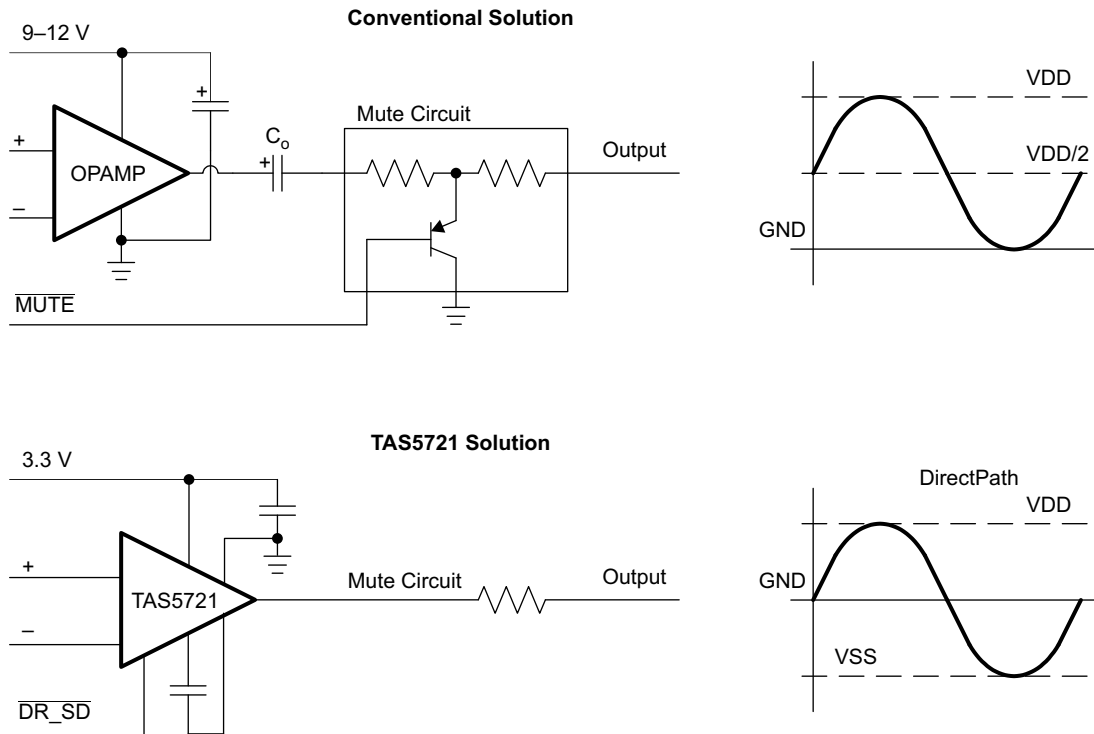 Conventional Solution
9–12 V
+
Mute Circuit
Co
+
+
OPAMP
–
Output
MUTE
VDD
VDD/2
GND
TAS5721 Solution
3.3 V
+
TAS5721
–
Mute Circuit
Output
DR_SD
DirectPath
VDD
GND
VSS